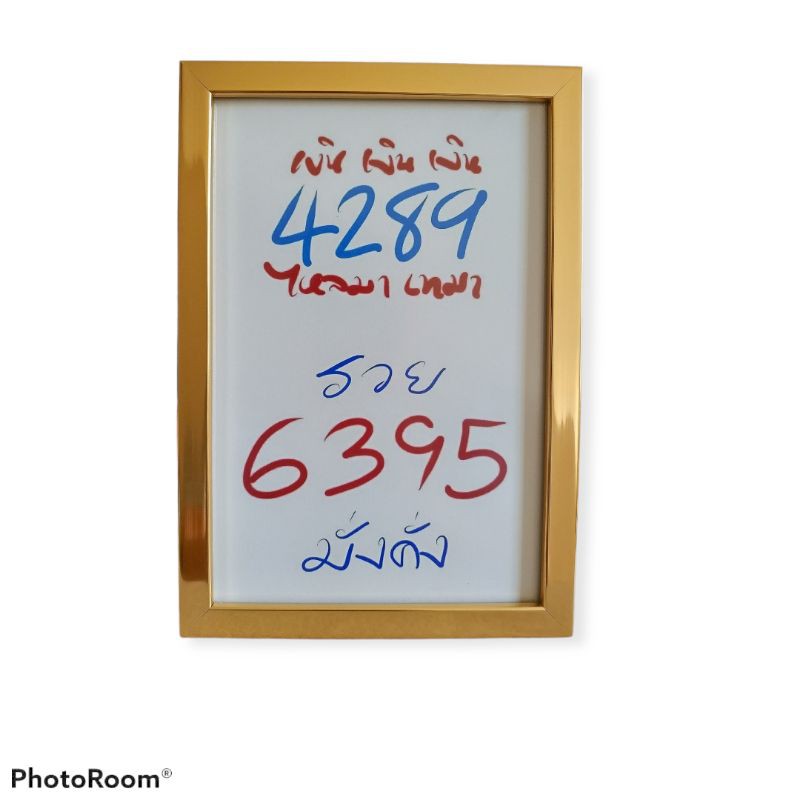 เงิน เงิน เงิน
4289
ไหลมา เทมา
รวย
6395
มั่งคั่ง
PhotoRoom®